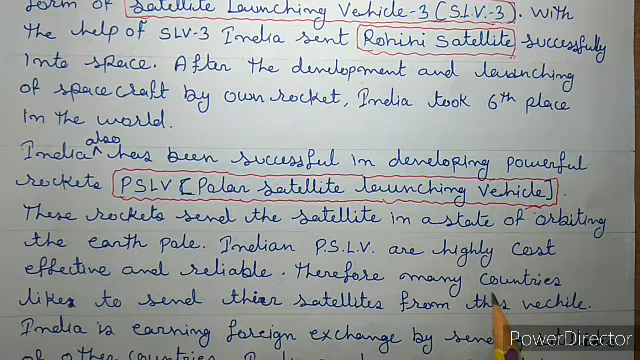 form of Satellite Launching Vehicle-3 (S.L.V.-3). With
the help of SLV-3 India sent Rohini Satellite successfully
into space. After the development and launching
of spacecraft by own rocket, India took 6th place
in the world.
India also has been successful in developing powerful
rockets PSLV [Polar satellite launching Vehicle].
These rockets send the satellite in a state of orbiting
the earth pole. Indian P.S.L.V. are highly cost
effective and reliable. Therefore many countries
likes to send thier satellites from this vechile.
India is earning foreign exchange by
of other countries.
PowerDirector